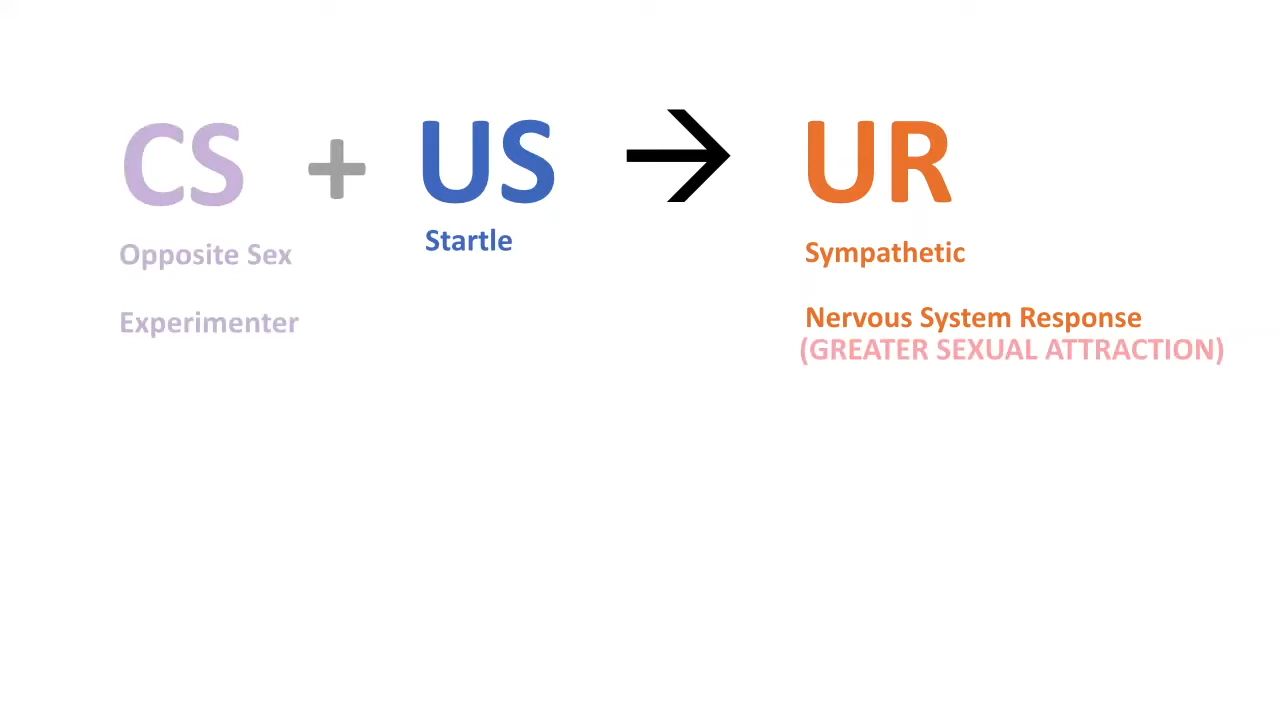 CS + US → UR
Opposite Sex
Experimenter
Startle
Sympathetic
Nervous System Response
(GREATER SEXUAL ATTRACTION)